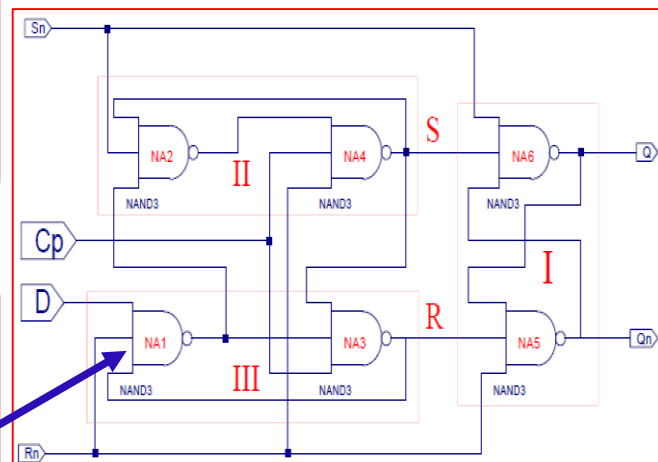 Sn
NA2
NA4
S
NA6
Q
II
NAND3
NAND3
NAND3
Cp
I
D
NA1
NA3
R
NA5
Qn
III
NAND3
NAND3
NAND3
Rn